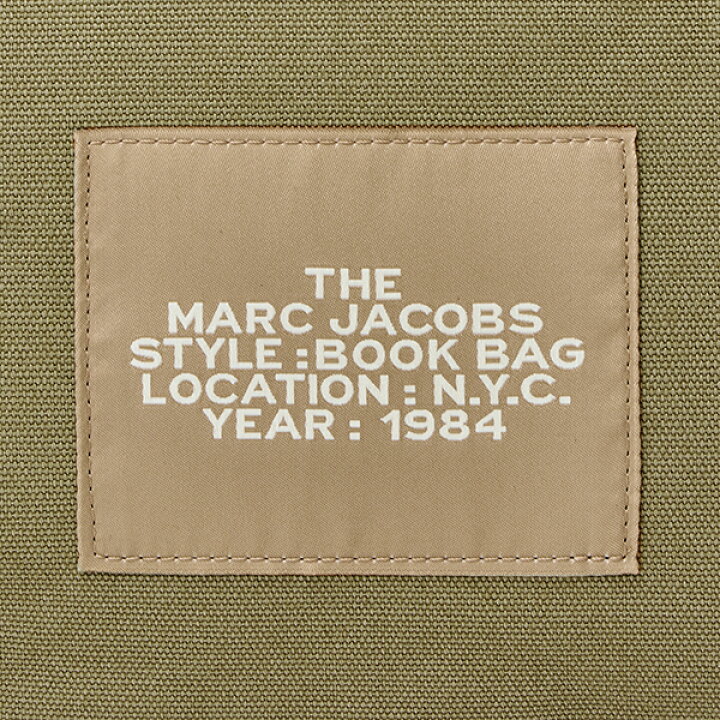 THE
MARC JACOBS
STYLE :BOOK BAG
LOCATION : N.Y.C.
YEAR : 1984